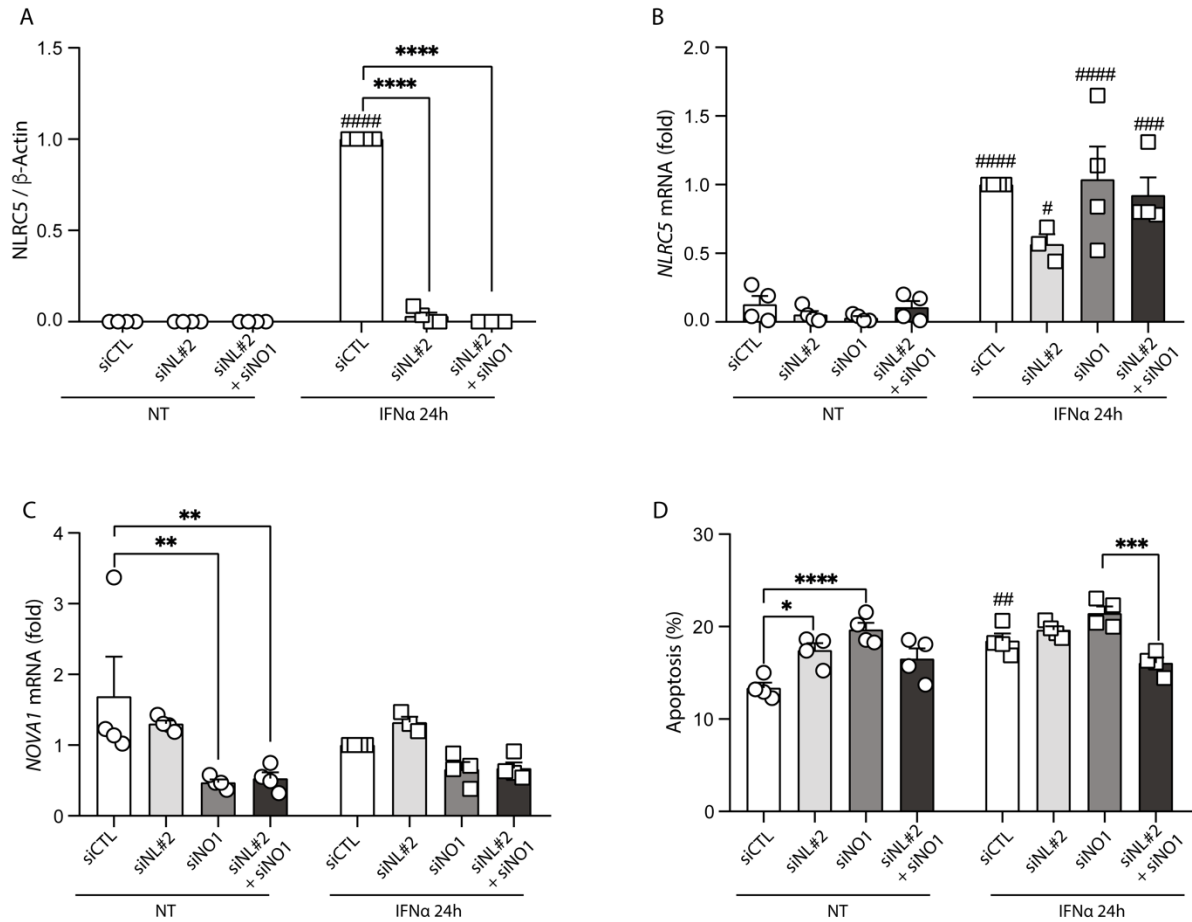 A
NLRC5 / β-Actin
1.5
1.0
0.5
0.0
****
****
####
siCTL
siNL#2
siNL#2
+ siNO1
siCTL
siNL#2
siNL#2
+ siNO1
NT
IFNα 24h
B
NLRC5 mRNA (fold)
2.0
1.5
1.0
0.5
0.0
####
#
####
###
siCTL
siNL#2
siNO1
siNL#2
+ siNO1
siCTL
siNL#2
siNO1
siNL#2
+ siNO1
NT
IFNα 24h
C
NOVA1 mRNA (fold)
4
3
2
1
0
**
**
siCTL
siNL#2
siNO1
siNL#2
+ siNO1
siCTL
siNL#2
siNO1
siNL#2
+ siNO1
NT
IFNα 24h
D
Apoptosis (%)
30
20
10
0
****
*
##
***
siCTL
siNL#2
siNO1
siNL#2
+ siNO1
siCTL
siNL#2
siNO1
siNL#2
+ siNO1
NT
IFNα 24h